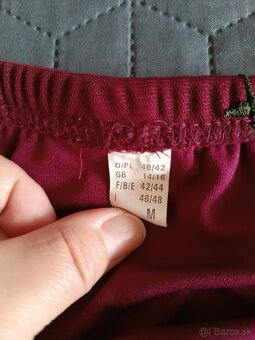 D/PL 40/42
GB 14/16
F/B/E 42/44
I 46/48
M
Bazos.sk